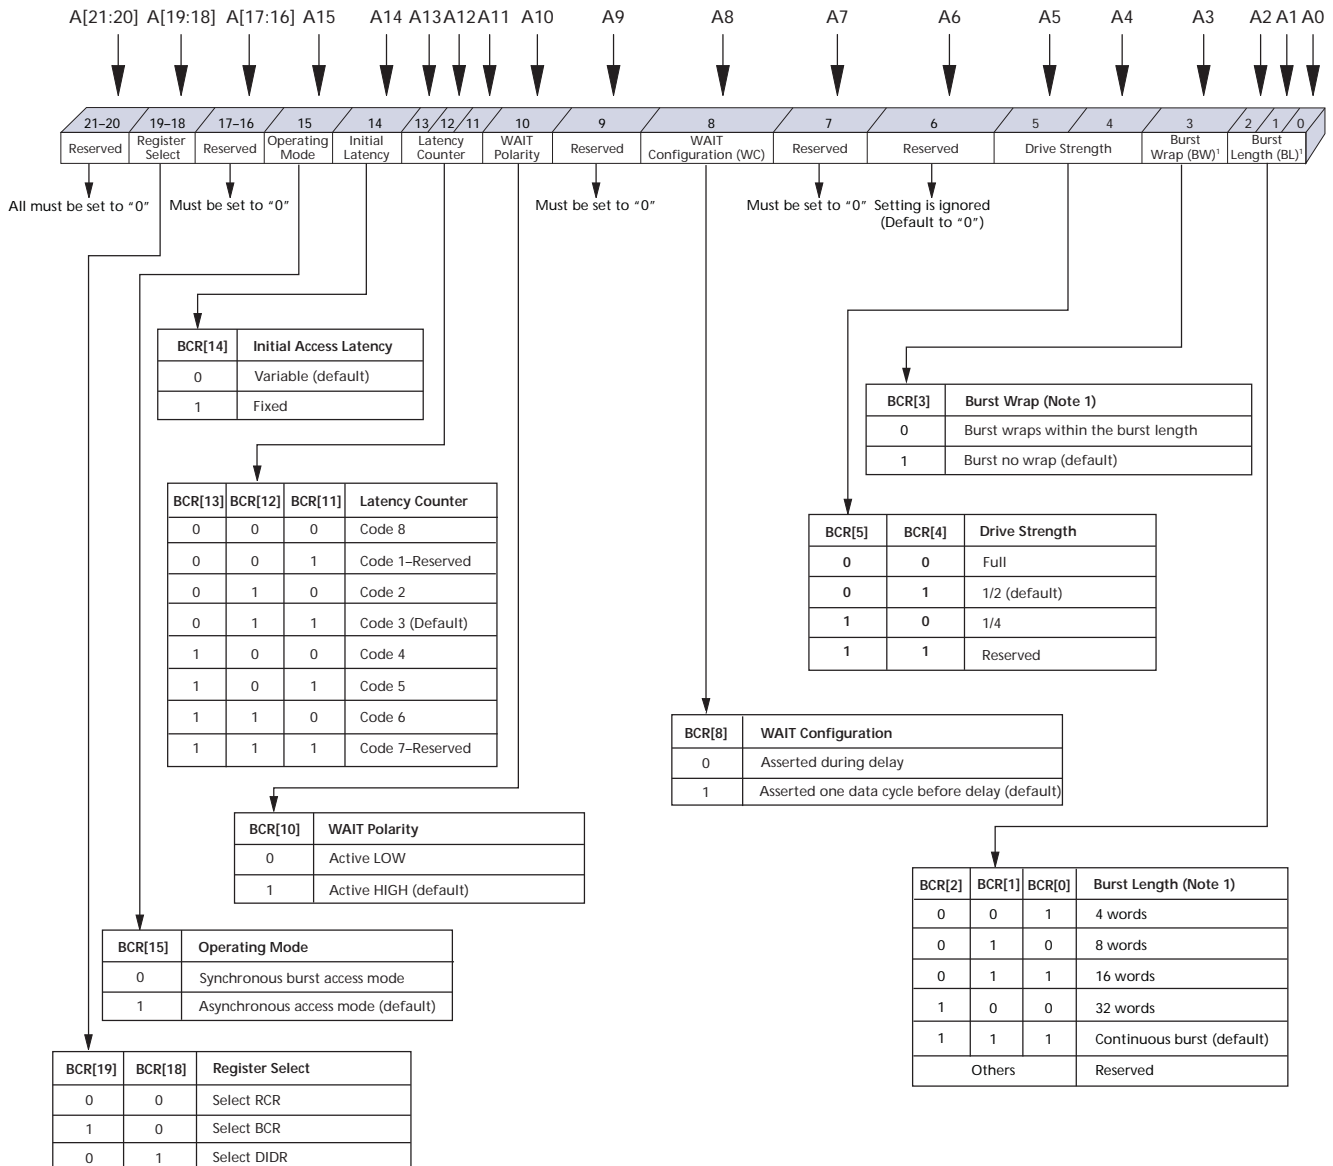 A[21:20] A[19:18] A[17:16] A15 A14 A13 A12 A11 A10 A9 A8 A7 A6 A5 A4 A3 A2 A1 A0
21–20 19–18 17–16 15 14 13 12 11 10 9 8 7 6 5 4 3 2 1 0
Reserved Register Select Reserved Operating Mode Initial Latency Latency Counter WAIT Polarity Reserved WAIT Configuration (WC) Reserved Reserved Drive Strength Burst Wrap (BW)1 Burst Length (BL)1
All must be set to "0"
Must be set to "0"
Must be set to "0"
Must be set to "0"
Setting is ignored
(Default to "0")
BCR[14] Initial Access Latency
0 Variable (default)
1 Fixed
BCR[3] Burst Wrap (Note 1)
0 Burst wraps within the burst length
1 Burst no wrap (default)
BCR[13] BCR[12] BCR[11] Latency Counter
0 0 0 Code 8
0 0 1 Code 1–Reserved
0 1 0 Code 2
0 1 1 Code 3 (Default)
1 0 0 Code 4
1 0 1 Code 5
1 1 0 Code 6
1 1 1 Code 7–Reserved
BCR[5] BCR[4] Drive Strength
0 0 Full
0 1 1/2 (default)
1 0 1/4
1 1 Reserved
BCR[8] WAIT Configuration
0 Asserted during delay
1 Asserted one data cycle before delay (default)
BCR[10] WAIT Polarity
0 Active LOW
1 Active HIGH (default)
BCR[2] BCR[1] BCR[0] Burst Length (Note 1)
0 0 1 4 words
0 1 0 8 words
0 1 1 16 words
1 0 0 32 words
1 1 1 Continuous burst (default)
Others Reserved
BCR[15] Operating Mode
0 Synchronous burst access mode
1 Asynchronous access mode (default)
BCR[19] BCR[18] Register Select
0 0 Select RCR
1 0 Select BCR
0 1 Select DIDR